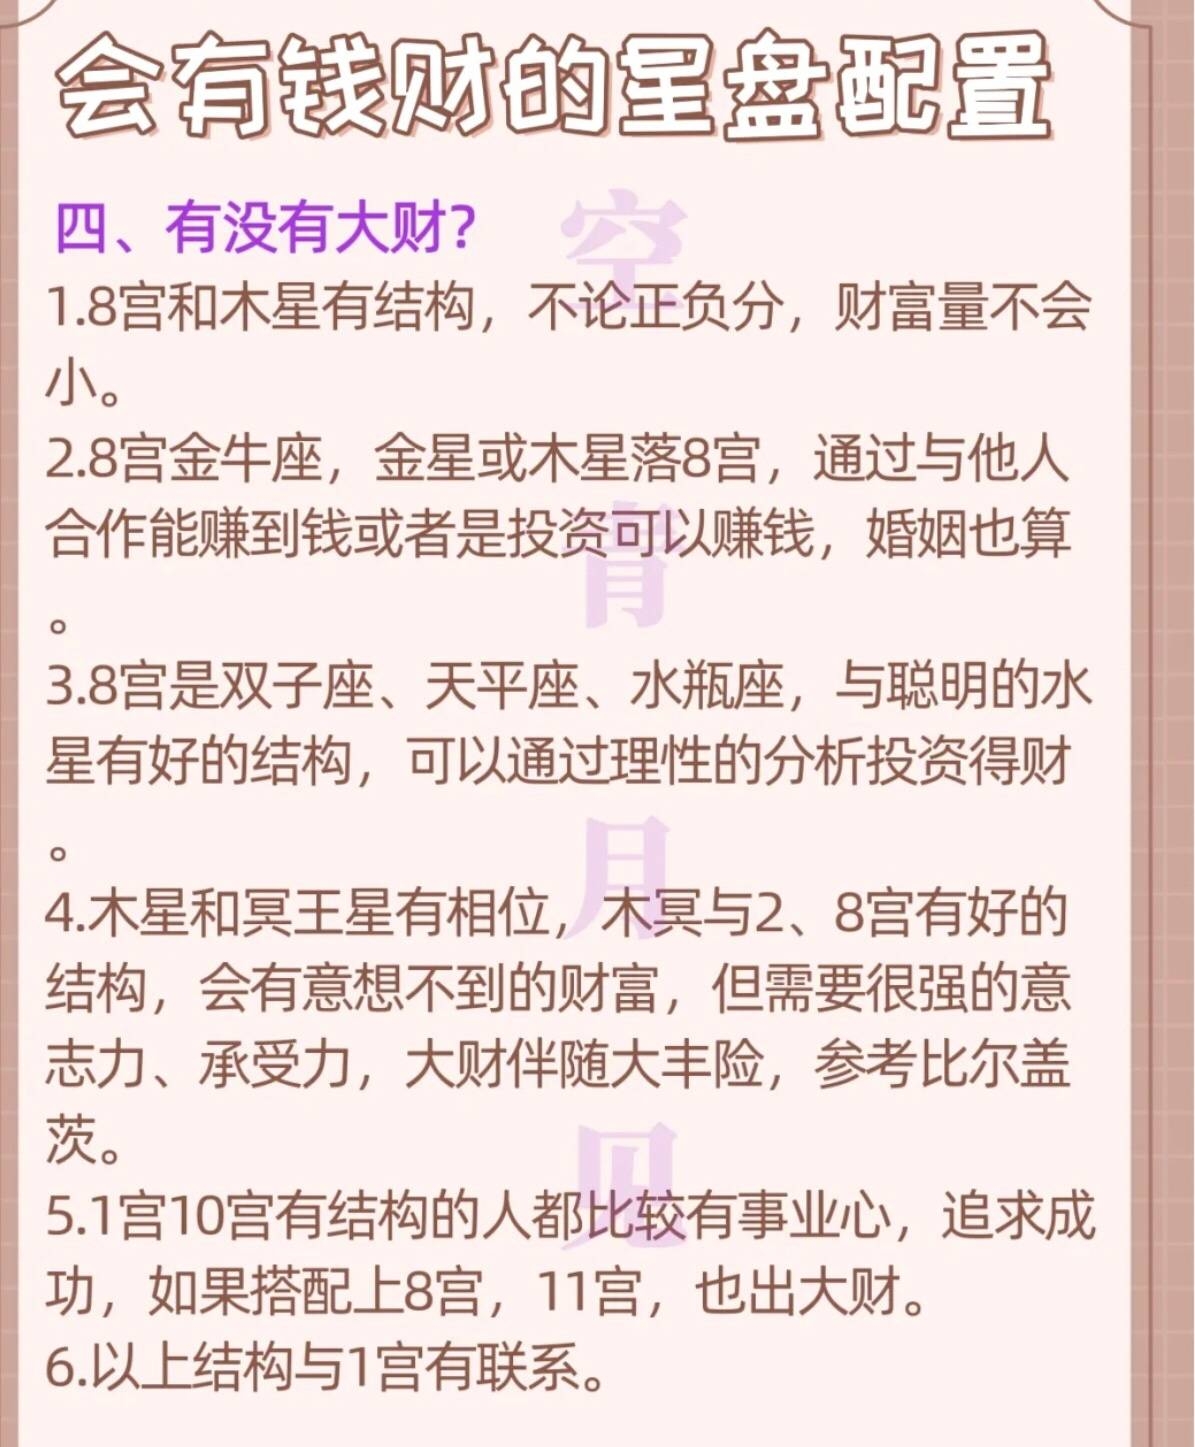 会有钱财的星盘配置
四、有没有大财?
1.8宫和木星有结构，不论正负分，财富量不会
小。
2.8宫金牛座，金星或木星落8宫，通过与他人
合作能赚到钱或者是投资可以赚钱，婚姻也算
。
3.8宫是双子座、天平座、水瓶座，与聪明的水
星有好的结构，可以通过理性的分析投资得财
。
4.木星和冥王星有相位，木冥与2、8宫有好的
结构，会有意想不到的财富，但需要很强的意
志力、承受力，大财伴随大丰险，参考比尔盖
茨。
5.1宫10宫有结构的人都比较有事业心，追求成
功，如果搭配上8宫，11宫，也出大财。
6.以上结构与1宫有联系。
空
青
月
见